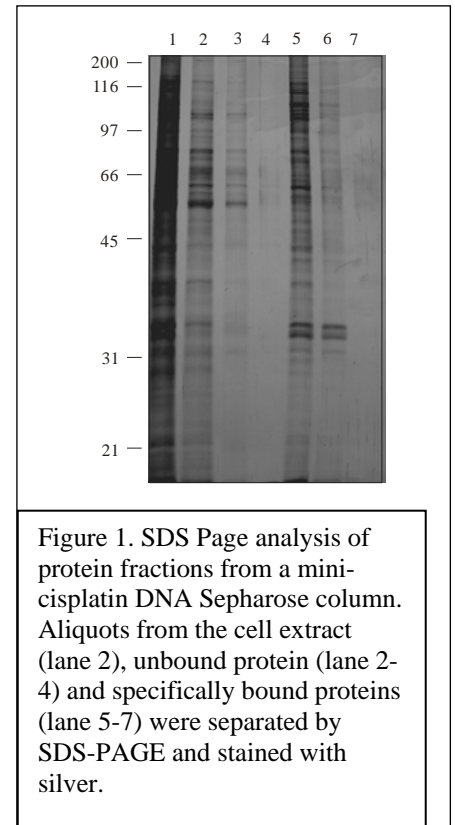 1 2 3 4 5 6 7
200
116
97
66
45
31
21
Figure 1. SDS Page analysis of
protein fractions from a mini-
cisplatin DNA Sepharose column.
Aliquots from the cell extract
(lane 2), unbound protein (lane 2-
4) and specifically bound proteins
(lane 5-7) were separated by
SDS-PAGE and stained with
silver.